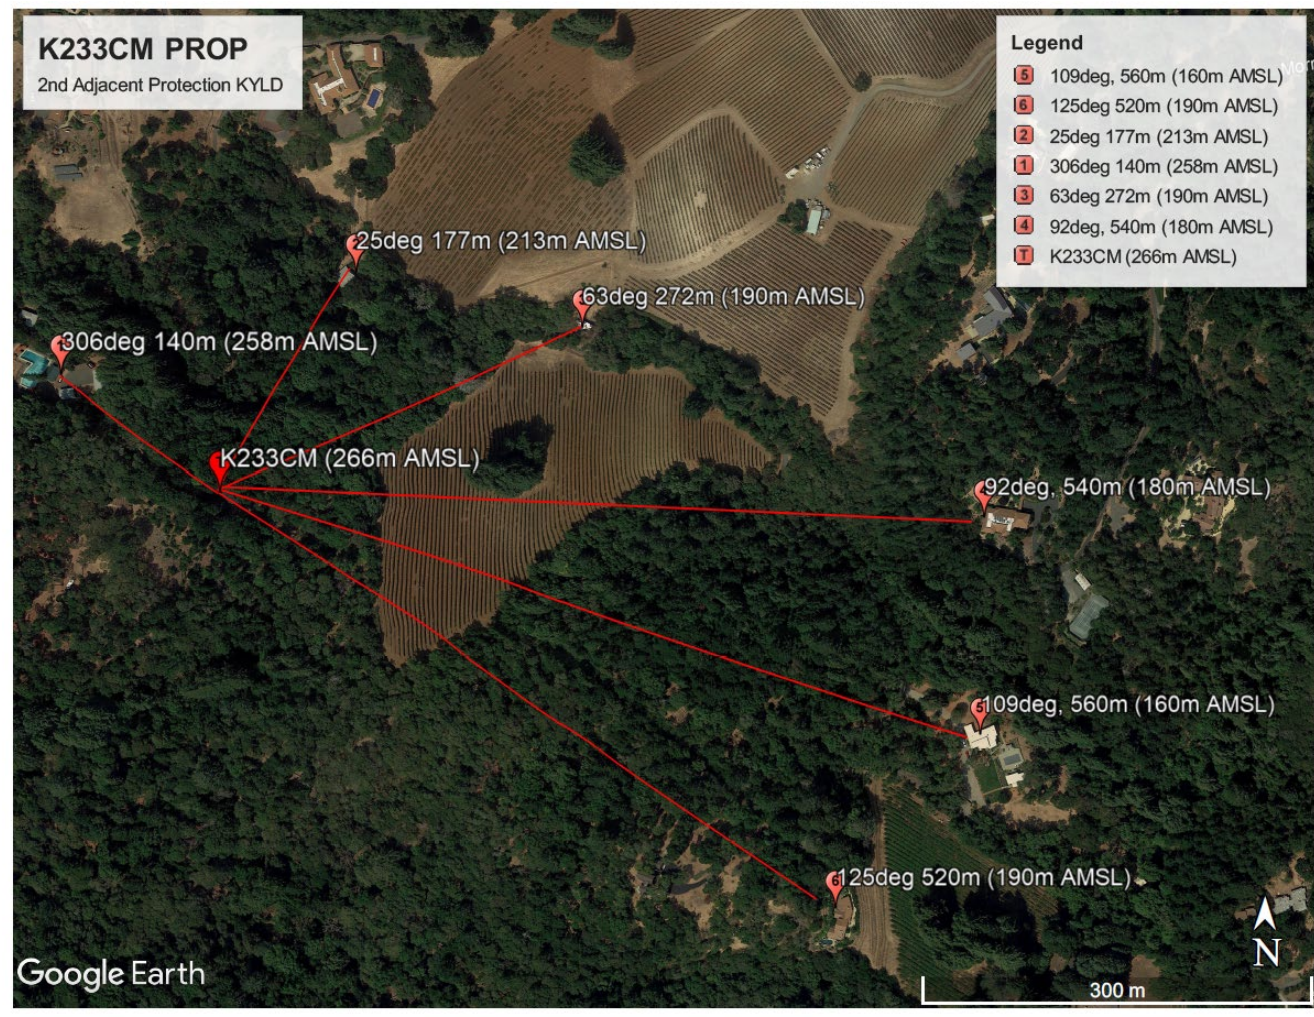 K233CM PROP
2nd Adjacent Protection KYLD
Legend
5 109deg, 560m (160m AMSL)
6 125deg 520m (190m AMSL)
2 25deg 177m (213m AMSL)
1 306deg 140m (258m AMSL)
3 63deg 272m (190m AMSL)
4 92deg, 540m (180m AMSL)
T K233CM (266m AMSL)
25deg 177m (213m AMSL)
3 63deg 272m (190m AMSL)
306deg 140m (258m AMSL)
K233CM (266m AMSL)
92deg, 540m (180m AMSL)
5 109deg, 560m (160m AMSL)
6 125deg 520m (190m AMSL)
N
Google Earth
300 m